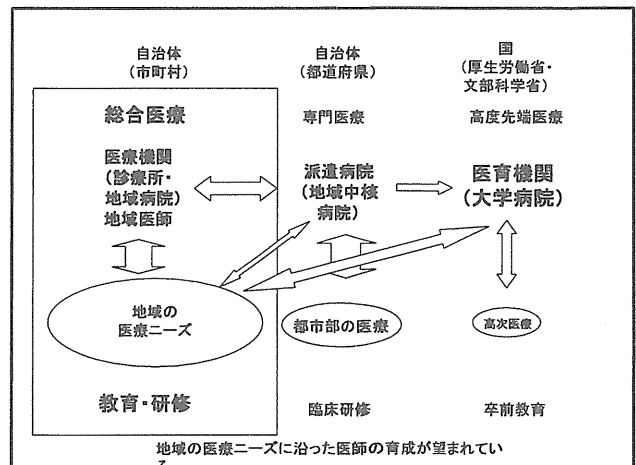 自治体
(市町村)
自治体
(都道府県)
国
(厚生労働省・
文部科学省)
総合医療
専門医療
高度先端医療
医療機関
(診療所・
地域病院)
地域医師
派遣病院
(地域中核
病院)
医育機関
(大学病院)
地域の
医療ニーズ
都市部の医療
高次医療
教育・研修
臨床研修
卒前教育
地域の医療ニーズに沿った医師の育成が望まれてい